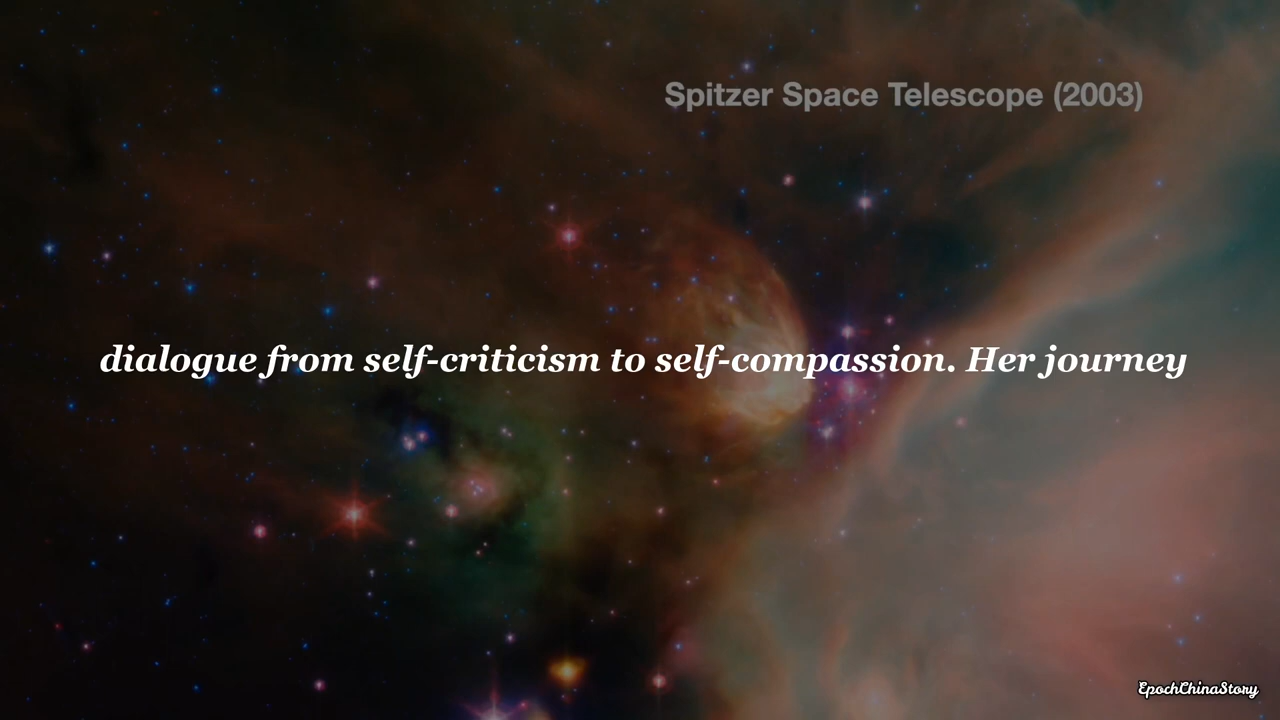 Spitzer Space Telescope (2003)
dialogue from self-criticism to self-compassion. Her journey
EpochChinaStory